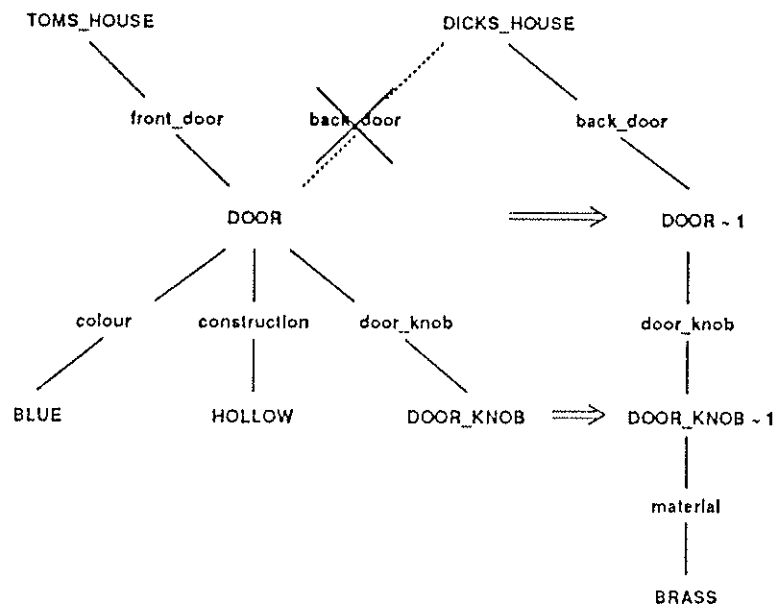 TOMS_HOUSE DICKS_HOUSE
front_door back_door back_door
DOOR DOOR ~ 1
colour construction door_knob door_knob
BLUE HOLLOW DOOR_KNOB DOOR_KNOB ~ 1
material
BRASS